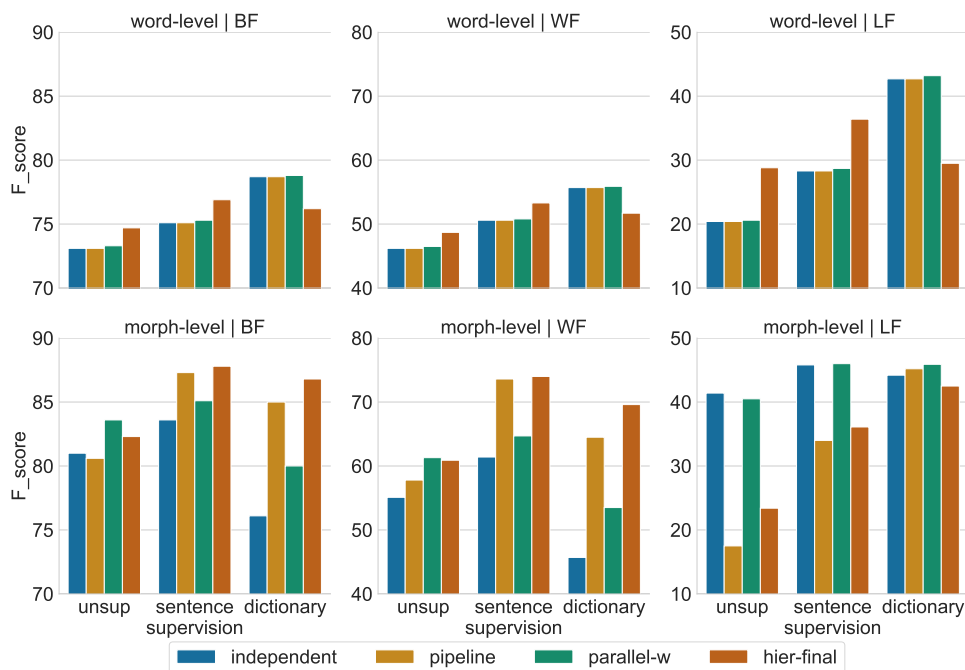 word-level | BF
word-level | WF
word-level | LF
90
85
80
75
70
F_score
80
70
60
50
40
50
40
30
20
10
morph-level | BF
morph-level | WF
morph-level | LF
90
85
80
75
70
F_score
80
70
60
50
40
50
40
30
20
10
unsup sentence dictionary
unsup sentence dictionary
unsup sentence dictionary
supervision
supervision
supervision
independent pipeline parallel-w hier-final